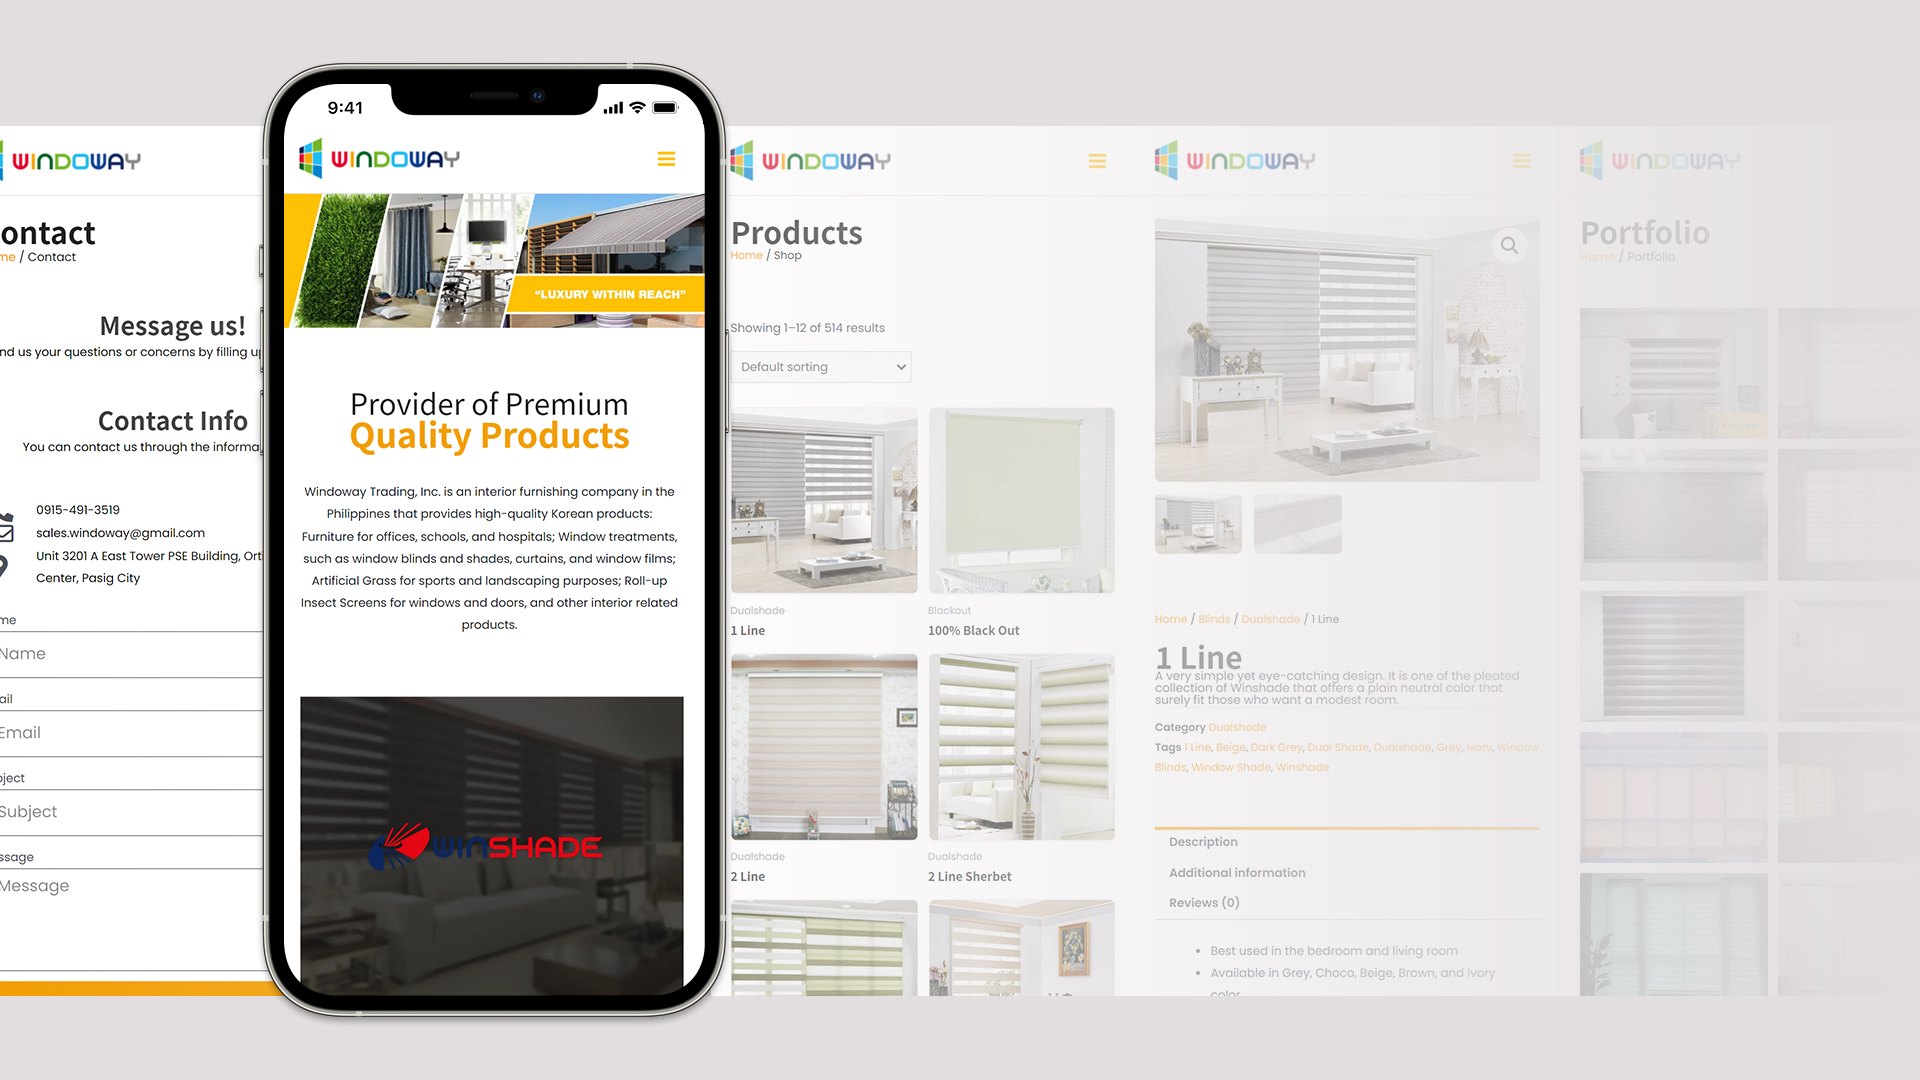 WINDOWAY
ontact
me / Contact
Message us!
nd us your questions or concerns by filling u
Contact Info
You can contact us through the informa
0915-491-3519
sales.windoway@gmail.com
Unit 3201 A East Tower PSE Building, Ort
Center, Pasig City
me
Name
ail
Email
ject
Subject
ssage
Message
9:41
WINDOWAY
“LUXURY WITHIN REACH”
Provider of Premium
Quality Products
Windoway Trading, Inc. is an interior furnishing company in the
Philippines that provides high-quality Korean products:
Furniture for offices, schools, and hospitals; Window treatments,
such as window blinds and shades, curtains, and window films;
Artificial Grass for sports and landscaping purposes; Roll-up
Insect Screens for windows and doors, and other interior related
products.
WINSHADE
WINDOWAY
Products
Home / Shop
Showing 1–12 of 514 results
Default sorting
Dualshade
1 Line
Blackout
100% Black Out
Dualshade
2 Line
Dualshade
2 Line Sherbet
WINDOWAY
Home / Blinds / Dualshade / 1 Line
1 Line
A very simple yet eye-catching design. It is one of the pleated
collection of Winshade that offers a plain neutral color that
surely fit those who want a modest room.
Category Dualshade
Tags 1 Line, Beige, Dark Grey, Dual Shade, Dualshade, Grey, Ivory, Window
Blinds, Window Shade, Winshade
Description
Additional information
Reviews (0)
• Best used in the bedroom and living room
• Available in Grey, Choco, Beige, Brown, and Ivory
color
WINDOWAY
Portfolio
Home / Portfolio